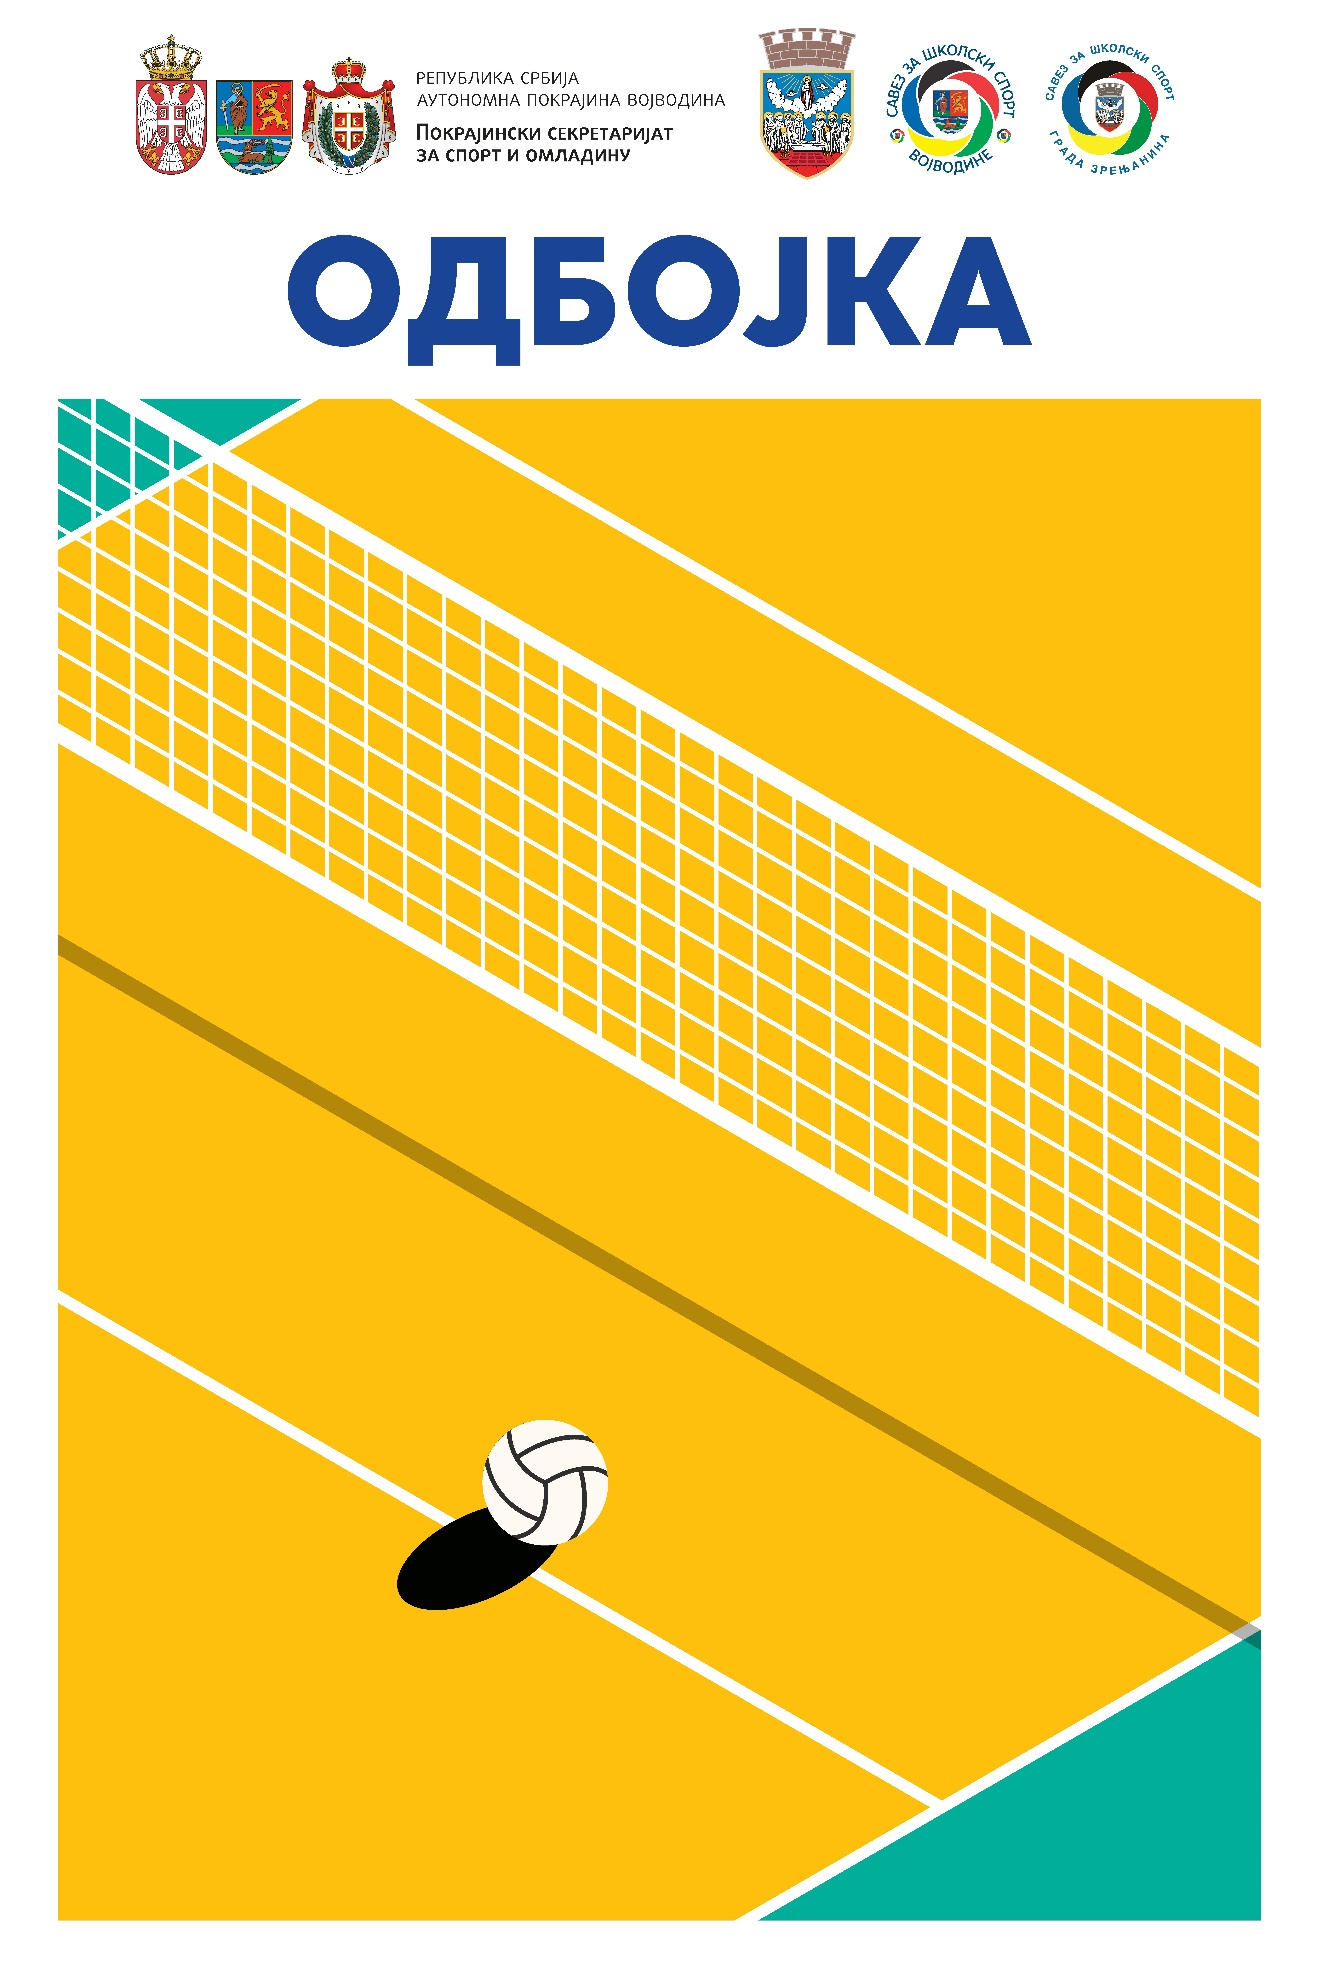 РЕПУБЛИКА СРБИЈА
АУТОНОМНА ПОКРАЈИНА ВОЈВОДИНА
ПОКРАЈИНСКИ СЕКРЕТАРИЈАТ
ЗА СПОРТ И ОМЛАДИНУ
САВЕЗ ЗА ШКОЛСКИ СПОРТ
ВОЈВОДИНЕ
САВЕЗ ЗА ШКОЛСКИ СПОРТ
ГРАДА ЗРЕЊАНИНА
ОДБОЈКА